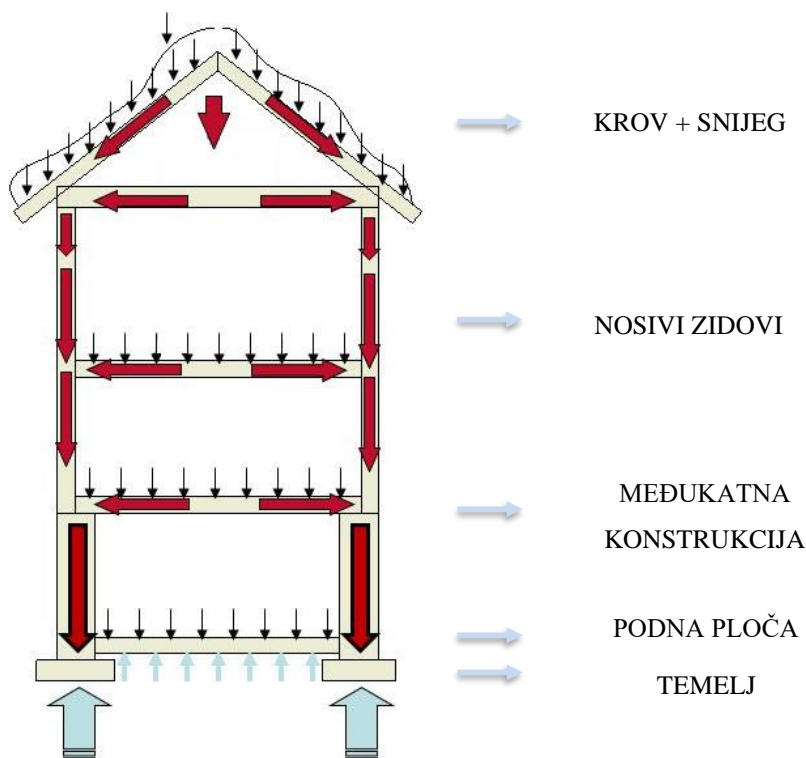 KROV + SNIJEG
NOSIVI ZIDOVI
MEĐUKATNA
KONSTRUKCIJA
PODNA PLOČA
TEMELJ